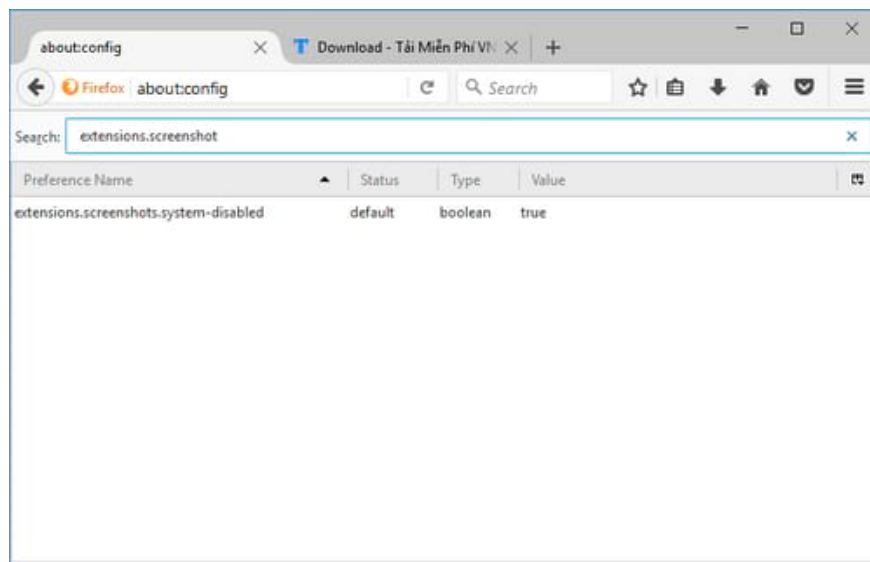 about:config
Download - Tải Miễn Phí VN
Firefox about:config Search
Search: extensions.screenshot
Preference Name Status Type Value
extensions.screenshots.system-disabled default boolean true